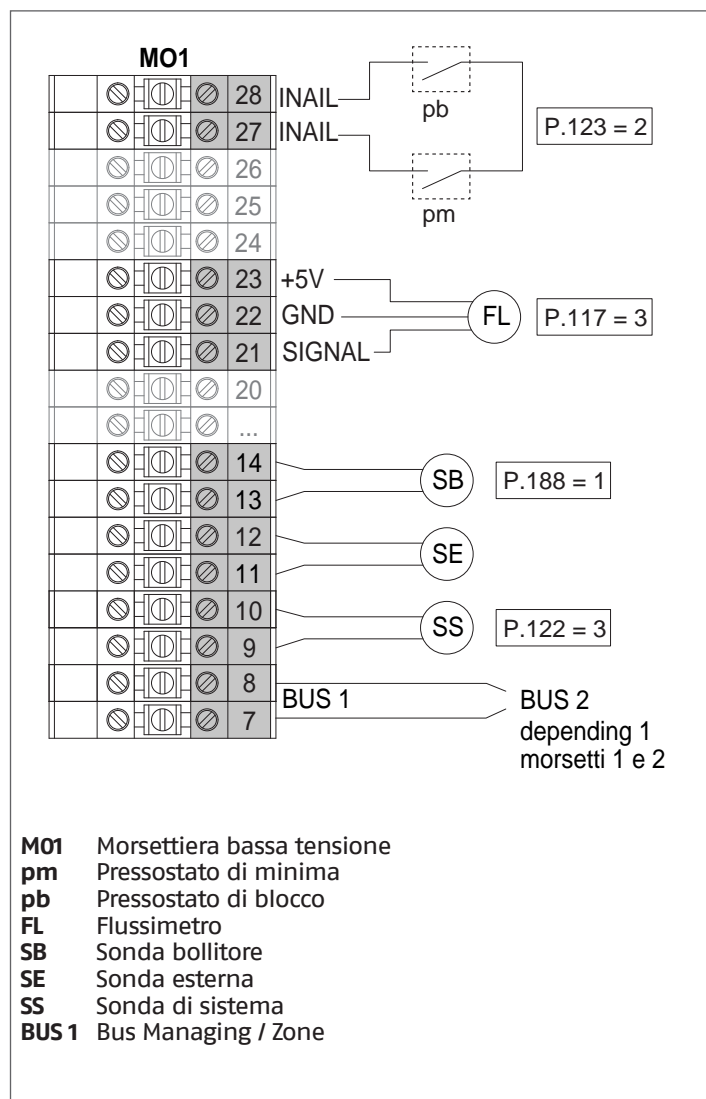 MO1
28 INAIL
pb
27 INAIL
P.123 = 2
26
pm
25
24
23 +5V
22 GND
FL
P.117 = 3
21 SIGNAL
20
...
14
SB
P.188 = 1
13
12
SE
11
10
SS
P.122 = 3
9
8
BUS 1
BUS 2
7
depending 1
morsetti 1 e 2
MO1 Morsettiera bassa tensione
pm Pressostato di minima
pb Pressostato di blocco
FL Flussimetro
SB Sonda bollitore
SE Sonda esterna
SS Sonda di sistema
BUS 1 Bus Managing / Zone